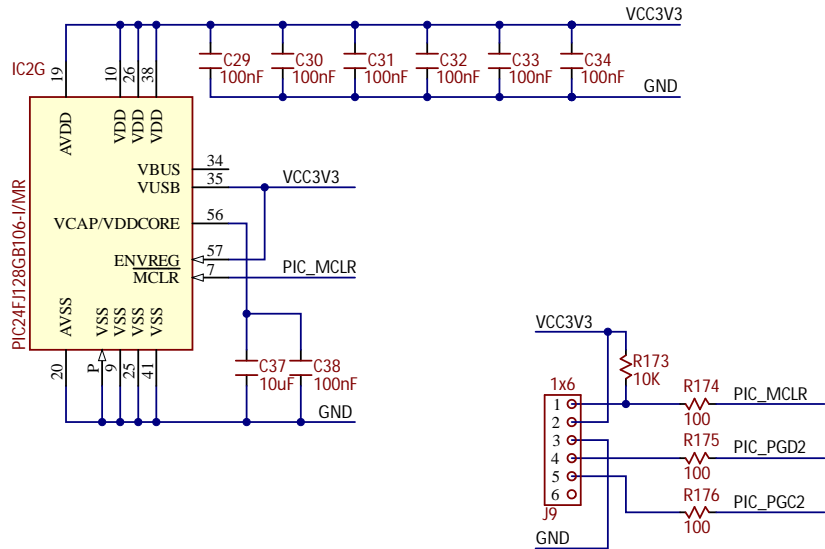 VCC3V3
IC2G
19
10
26
38
C29
100nF
C30
100nF
C31
100nF
C32
100nF
C33
100nF
C34
100nF
GND
AVDD
VDD
VDD
VDD
VBUS
34
VUSB
35
VCC3V3
VCAP/VDDCORE
56
ENVREG
57
MCLR
7
PIC_MCLR
PIC24FJ128GB106-I/MR
AVSS
VSS
VSS
VSS
VSS
20
P
9
25
41
C37
10uF
C38
100nF
GND
VCC3V3
R173
10K
1x6
1
2
3
4
5
6
J9
R174
100
PIC_MCLR
R175
100
PIC_PGD2
R176
100
PIC_PGC2
GND